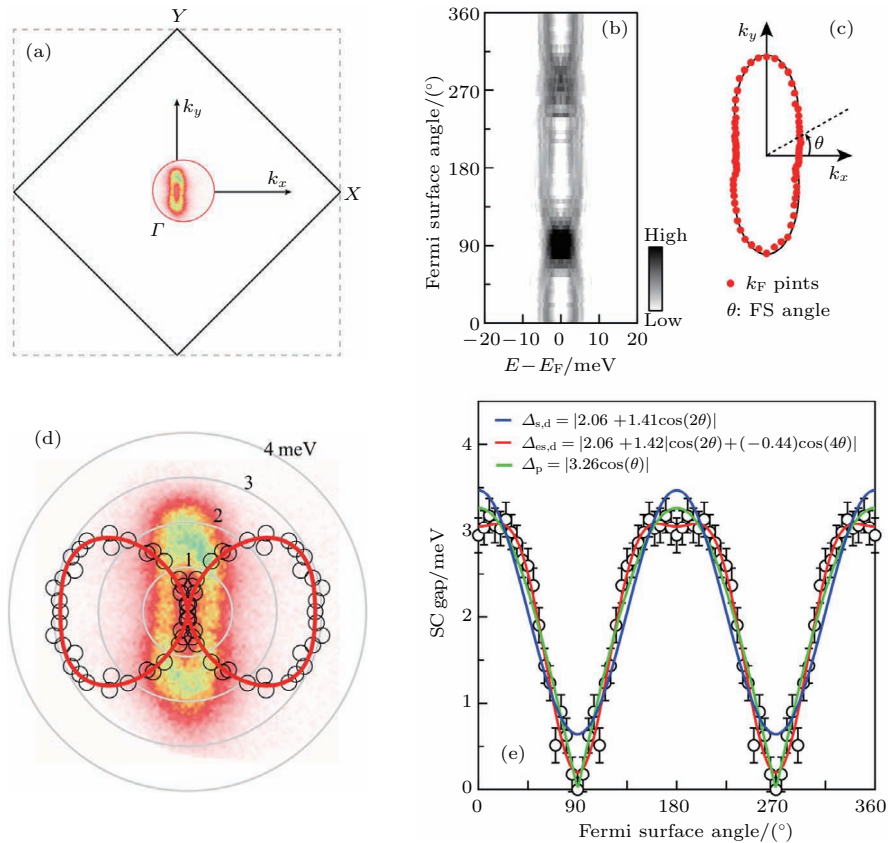 (a)
Y
k_y
k_x
X
Γ
(b)
Fermi surface angle/(°)
360
270
180
90
0
High
Low
−20 −10 0 10 20
E−E_F/meV
(c)
k_y
θ
k_x
k_F pints
θ: FS angle
(d)
4 meV
3
2
1
Δ_s,d = |2.06 +1.41cos(2θ)|
Δ_es,d = |2.06 +1.42|cos(2θ)+(−0.44)cos(4θ)|
Δ_p = |3.26cos(θ)|
SC gap/meV
4
3
2
1
0
(e)
0 90 180 270 360
Fermi surface angle/(°)